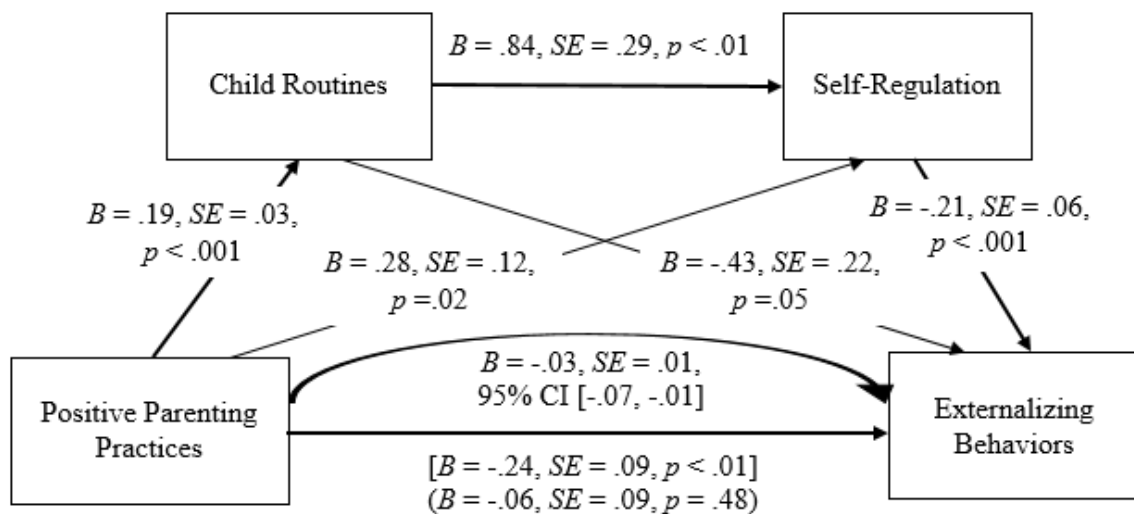 B = .84, SE = .29, p < .01
Child Routines
Self-Regulation
B = .19, SE = .03,
p < .001
B = -.21, SE = .06,
p < .001
B = .28, SE = .12,
p =.02
B = -.43, SE = .22,
p =.05
Positive Parenting
Practices
B = -.03, SE = .01,
95% CI [-.07, -.01]
Externalizing
Behaviors
[B = -.24, SE = .09, p < .01]
(B = -.06, SE = .09, p = .48)